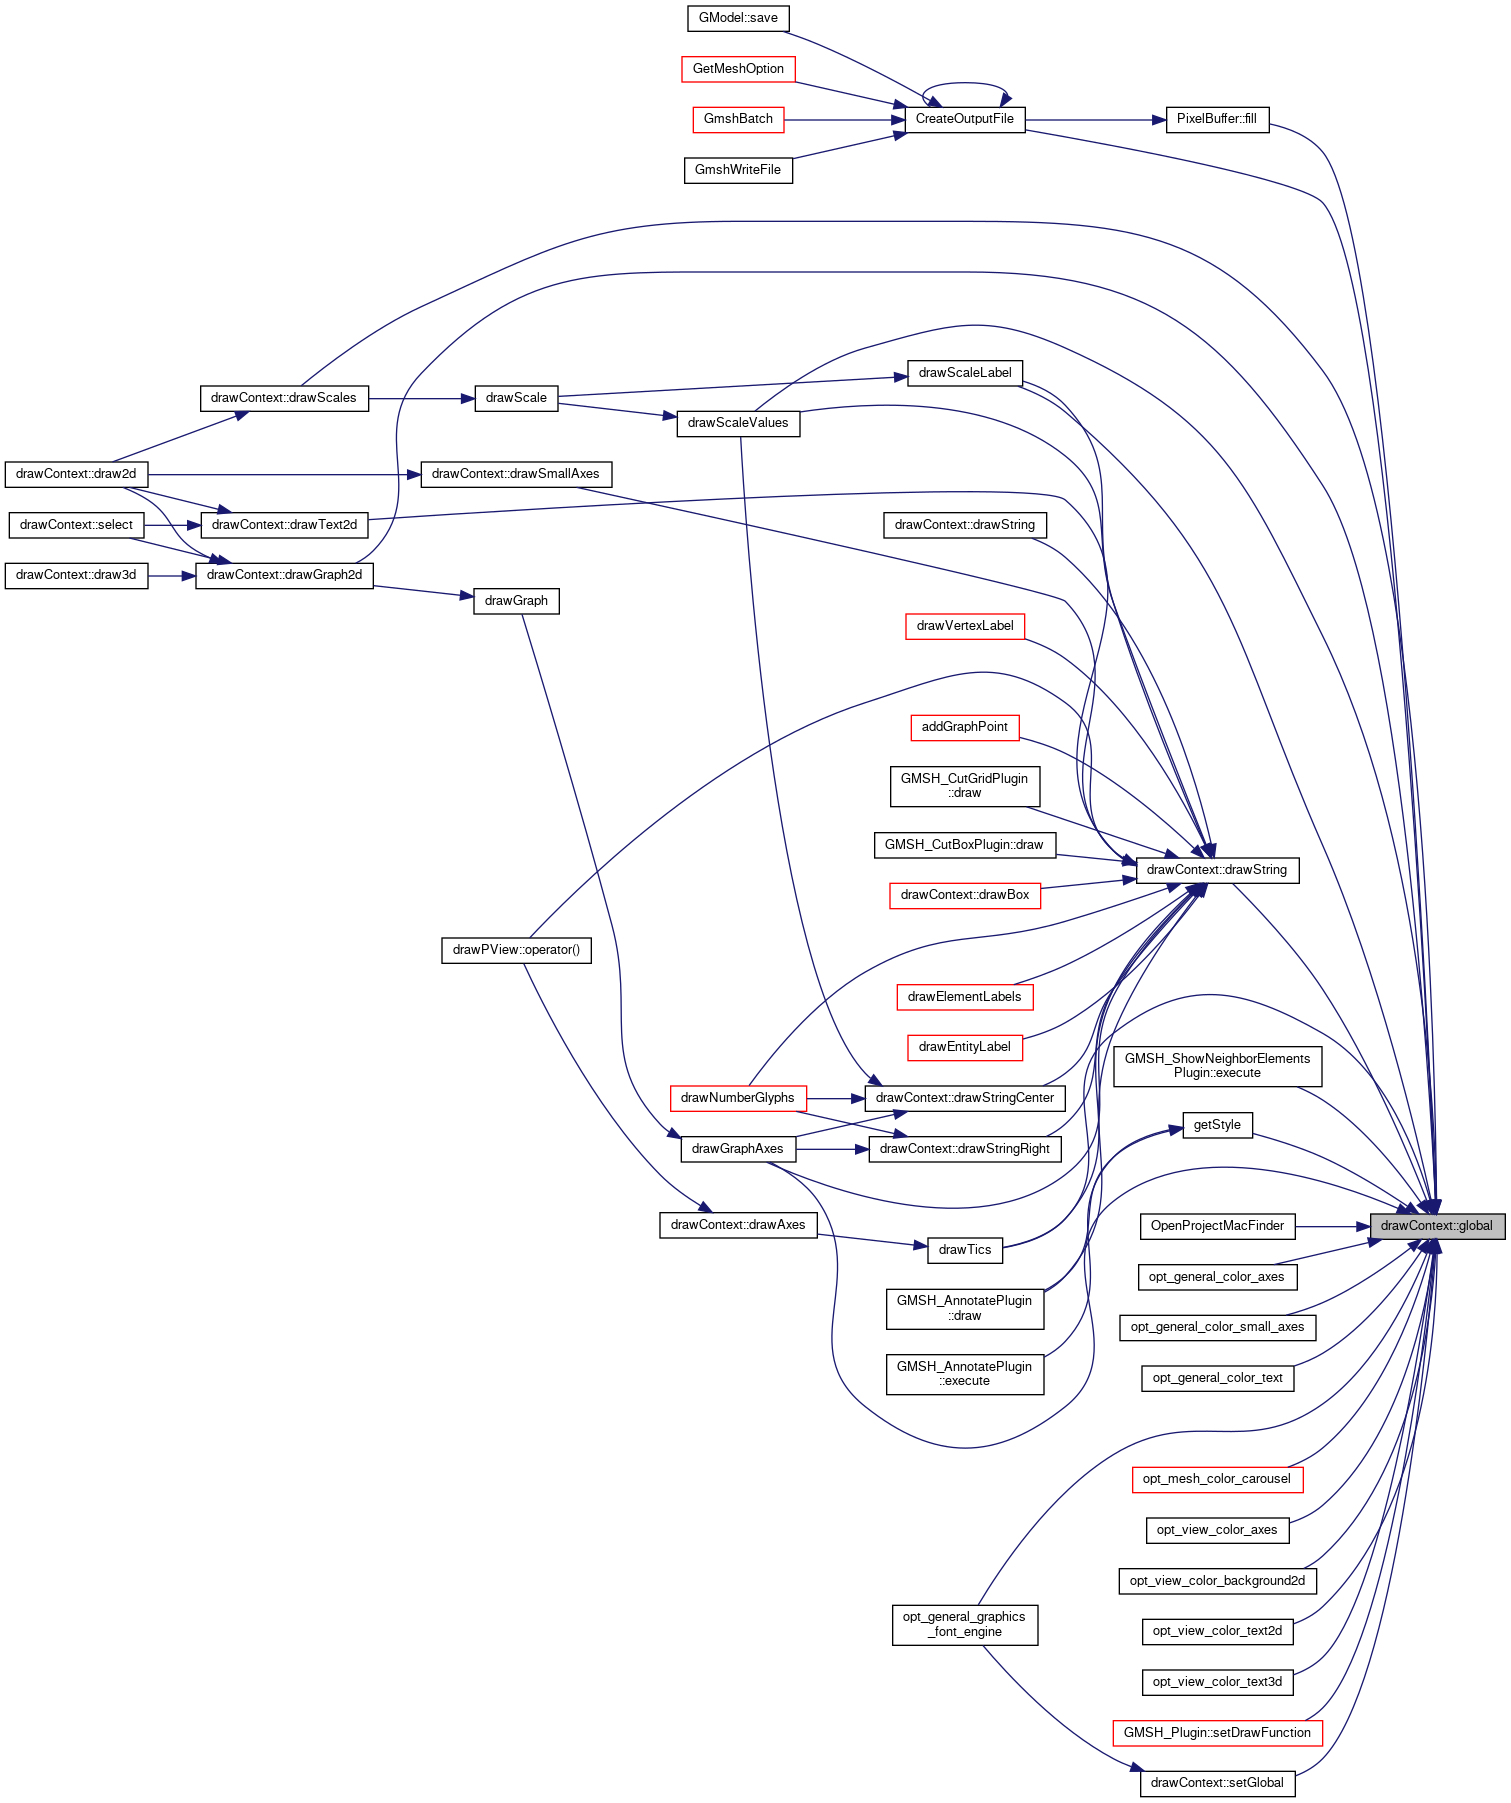 GModel::save
GetMeshOption
GmshBatch
CreateOutputFile
PixelBuffer::fill
GmshWriteFile
drawScaleLabel
drawContext::drawScales
drawScale
drawScaleValues
drawContext::draw2d
drawContext::drawSmallAxes
drawContext::select
drawContext::drawText2d
drawContext::drawString
drawContext::draw3d
drawContext::drawGraph2d
drawGraph
drawVertexLabel
addGraphPoint
GMSH_CutGridPlugin
::draw
GMSH_CutBoxPlugin::draw
drawContext::drawString
drawContext::drawBox
drawPView::operator()
drawElementLabels
drawEntityLabel
GMSH_ShowNeighborElements
Plugin::execute
drawNumberGlyphs
drawContext::drawStringCenter
getStyle
drawGraphAxes
drawContext::drawStringRight
drawContext::drawAxes
OpenProjectMacFinder
drawContext::global
drawTics
opt_general_color_axes
GMSH_AnnotatePlugin
::draw
opt_general_color_small_axes
GMSH_AnnotatePlugin
::execute
opt_general_color_text
opt_mesh_color_carousel
opt_view_color_axes
opt_view_color_background2d
opt_general_graphics
_font_engine
opt_view_color_text2d
opt_view_color_text3d
GMSH_Plugin::setDrawFunction
drawContext::setGlobal